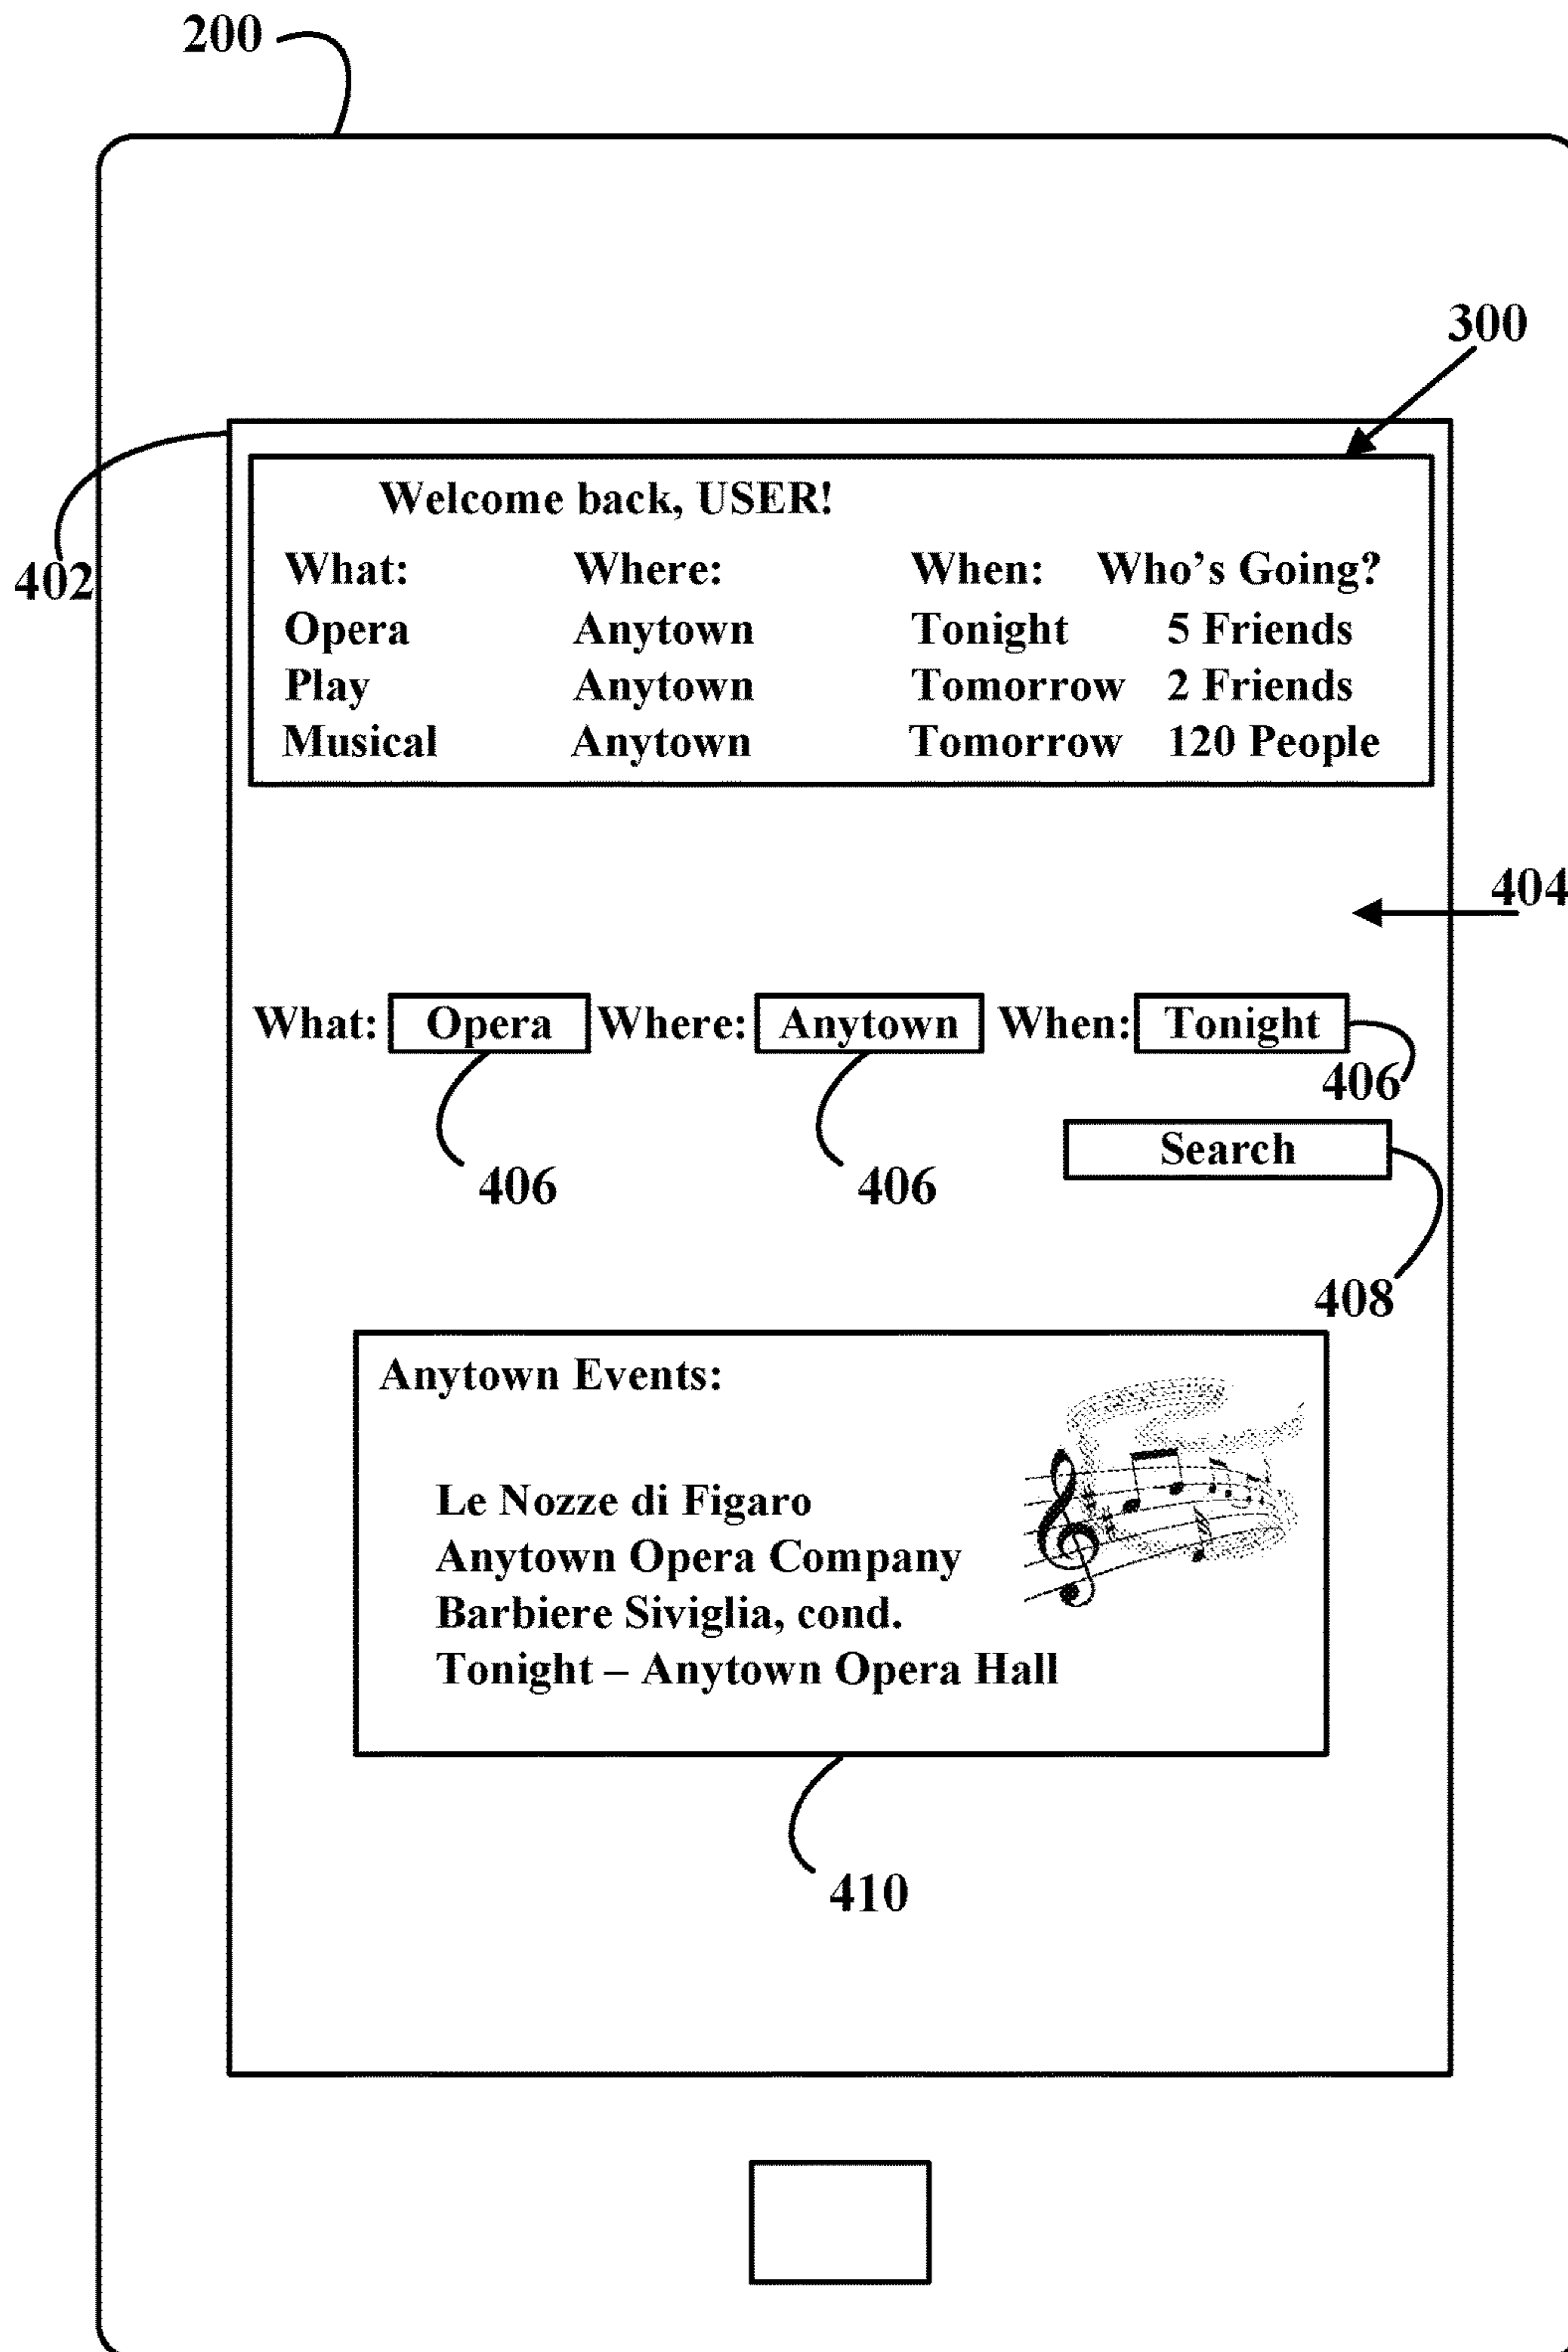 200
300
Welcome back, USER!
402
What: Where: When: Who's Going?
Opera Anytown Tonight 5 Friends
Play Anytown Tomorrow 2 Friends
Musical Anytown Tomorrow 120 People
404
What: Opera Where: Anytown When: Tonight
406
Search
406 406
408
Anytown Events:
Le Nozze di Figaro
Anytown Opera Company
Barbiere Siviglia, cond.
Tonight – Anytown Opera Hall
410